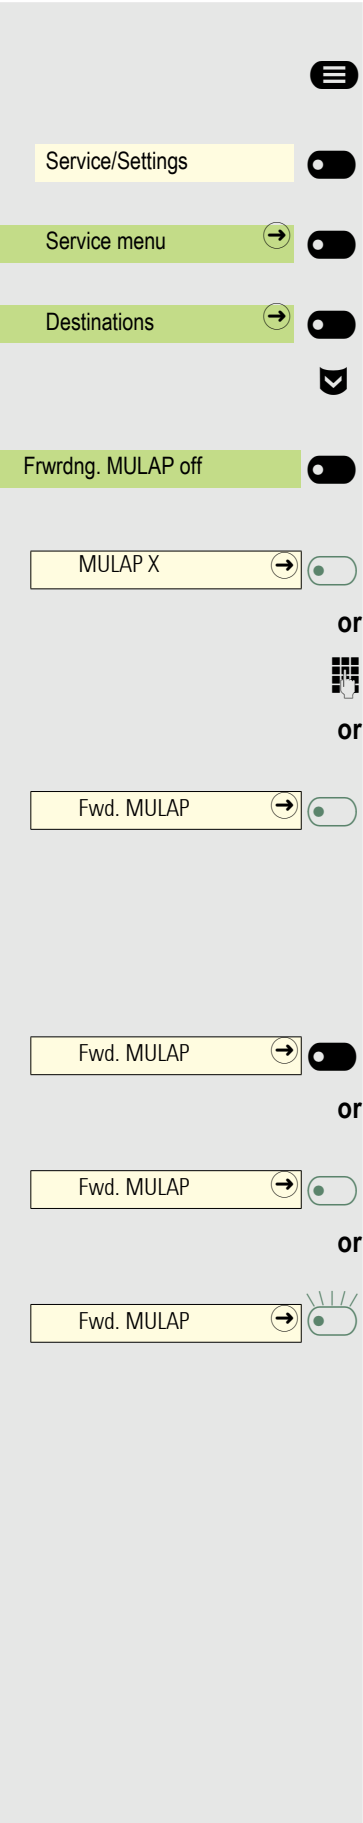 Service/Settings
Service menu
Destinations
Frwrdng. MULAP off
MULAP X
or
or
Fwd. MULAP
Fwd. MULAP
or
Fwd. MULAP
or
Fwd. MULAP